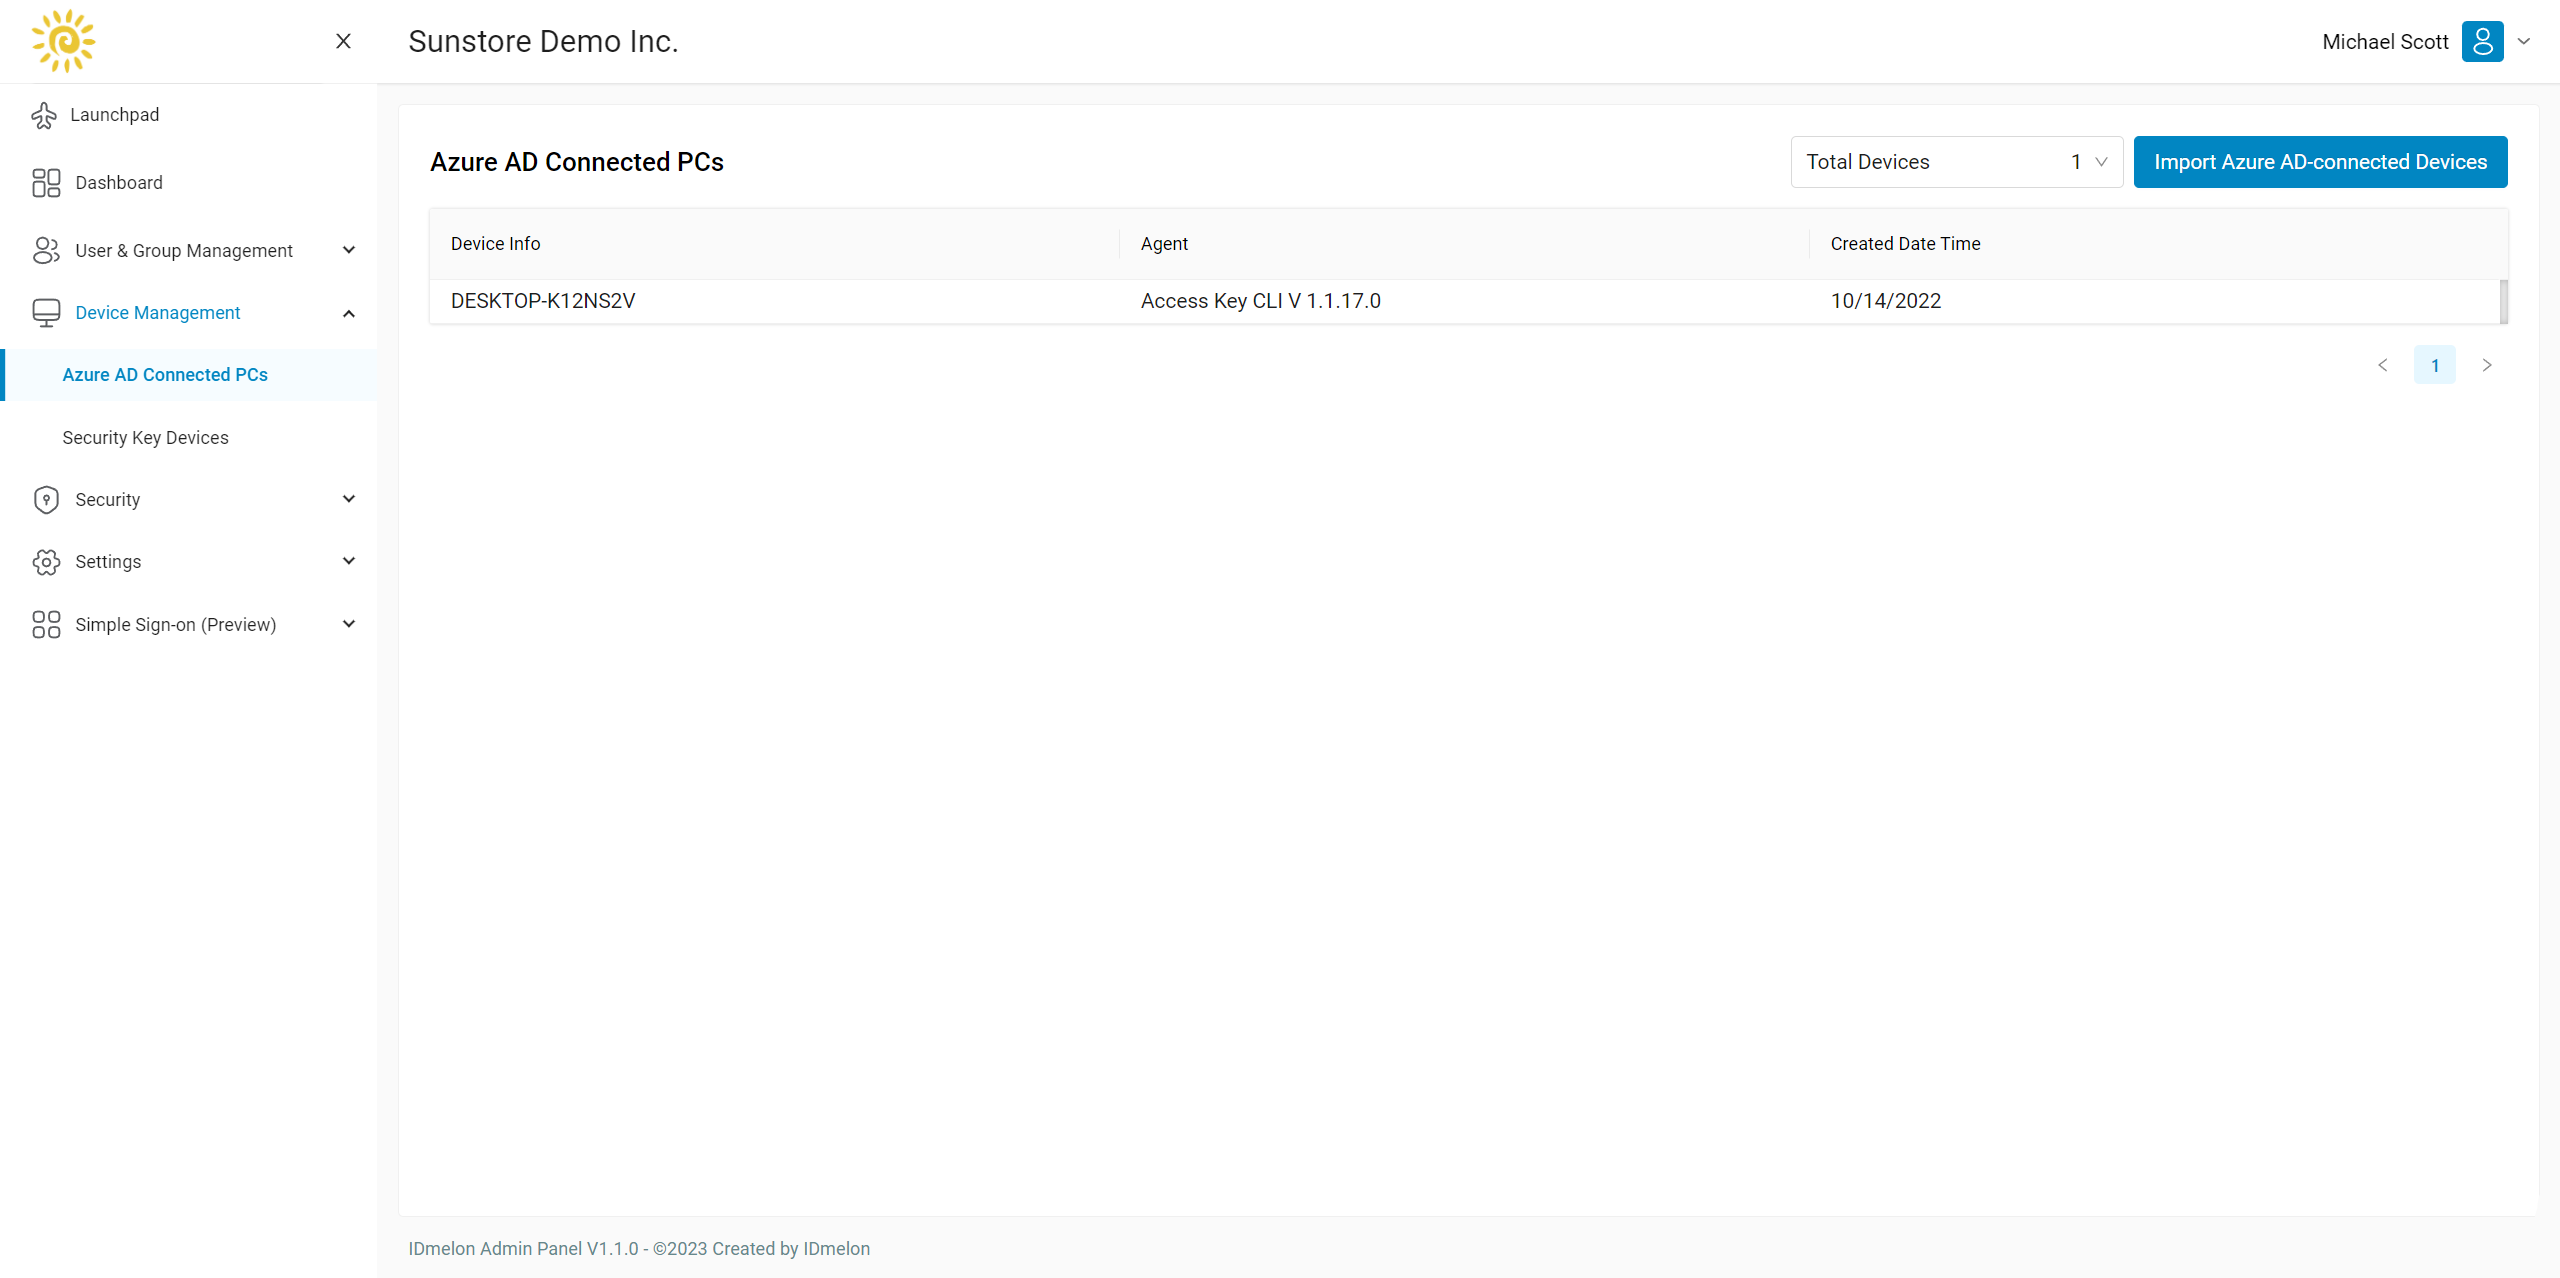 Sunstore Demo Inc.
Michael Scott
Launchpad
Dashboard
User & Group Management
Device Management
Azure AD Connected PCs
Security Key Devices
Security
Settings
Simple Sign-on (Preview)
Azure AD Connected PCs
Total Devices 1
Import Azure AD-connected Devices
Device Info Agent Created Date Time
DESKTOP-K12NS2V Access Key CLI V 1.1.17.0 10/14/2022
1
IDmelon Admin Panel V1.1.0 - ©2023 Created by IDmelon